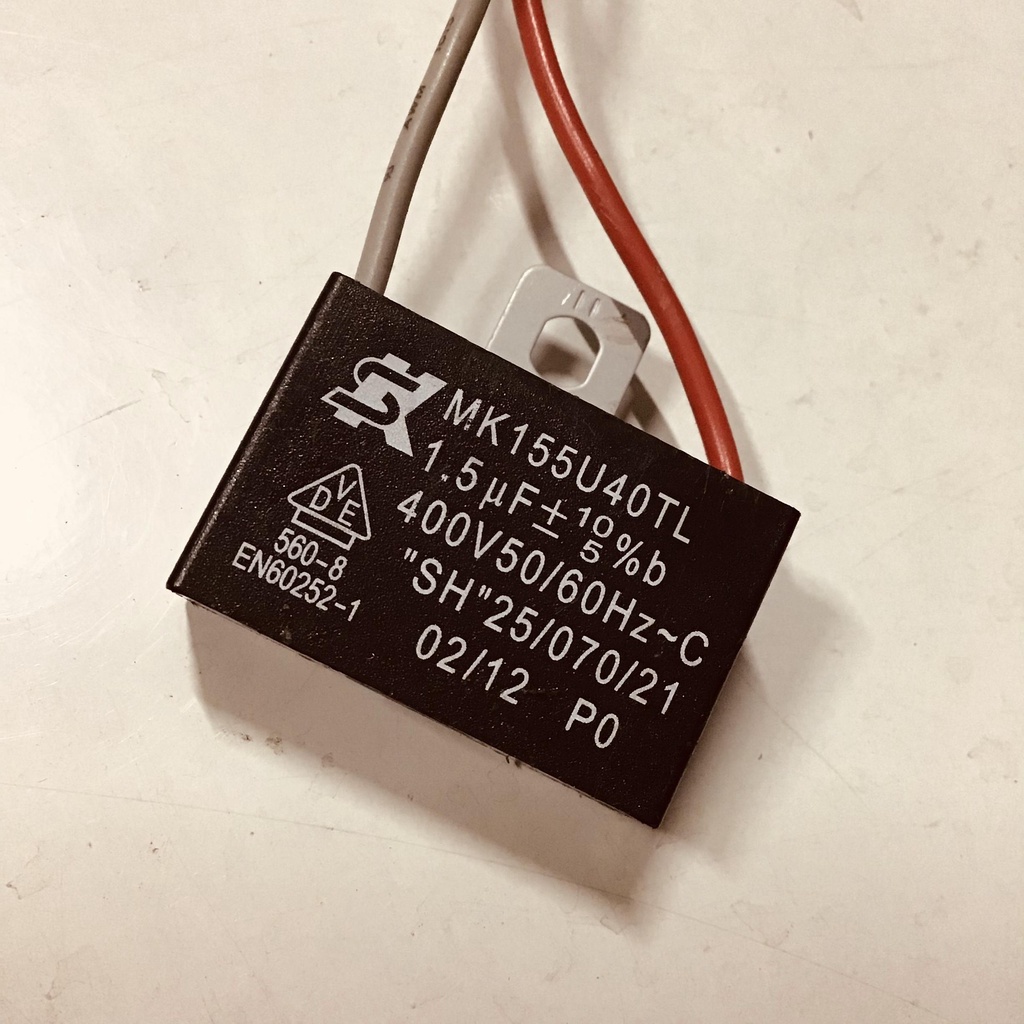 MK155U40TL
1.5µF±10/5%b
400V50/60Hz~C
"SH"25/070/21
02/12 P0
VDE
560-8
EN60252-1